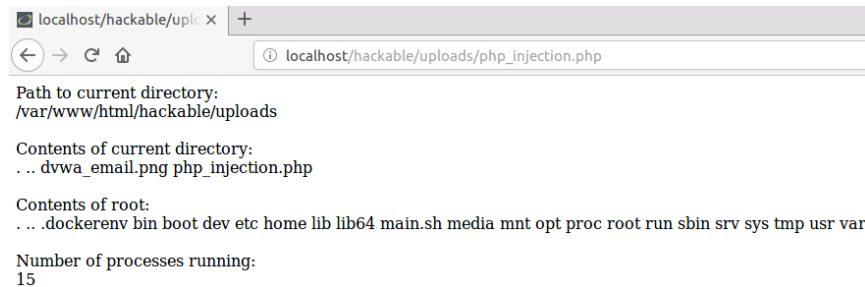 localhost/hackable/uplo
localhost/hackable/uploads/php_injection.php
Path to current directory:
/var/www/html/hackable/uploads
Contents of current directory:
. .. dvwa_email.png php_injection.php
Contents of root:
. .. .dockerenv bin boot dev etc home lib lib64 main.sh media mnt opt proc root run sbin srv sys tmp usr var
Number of processes running:
15